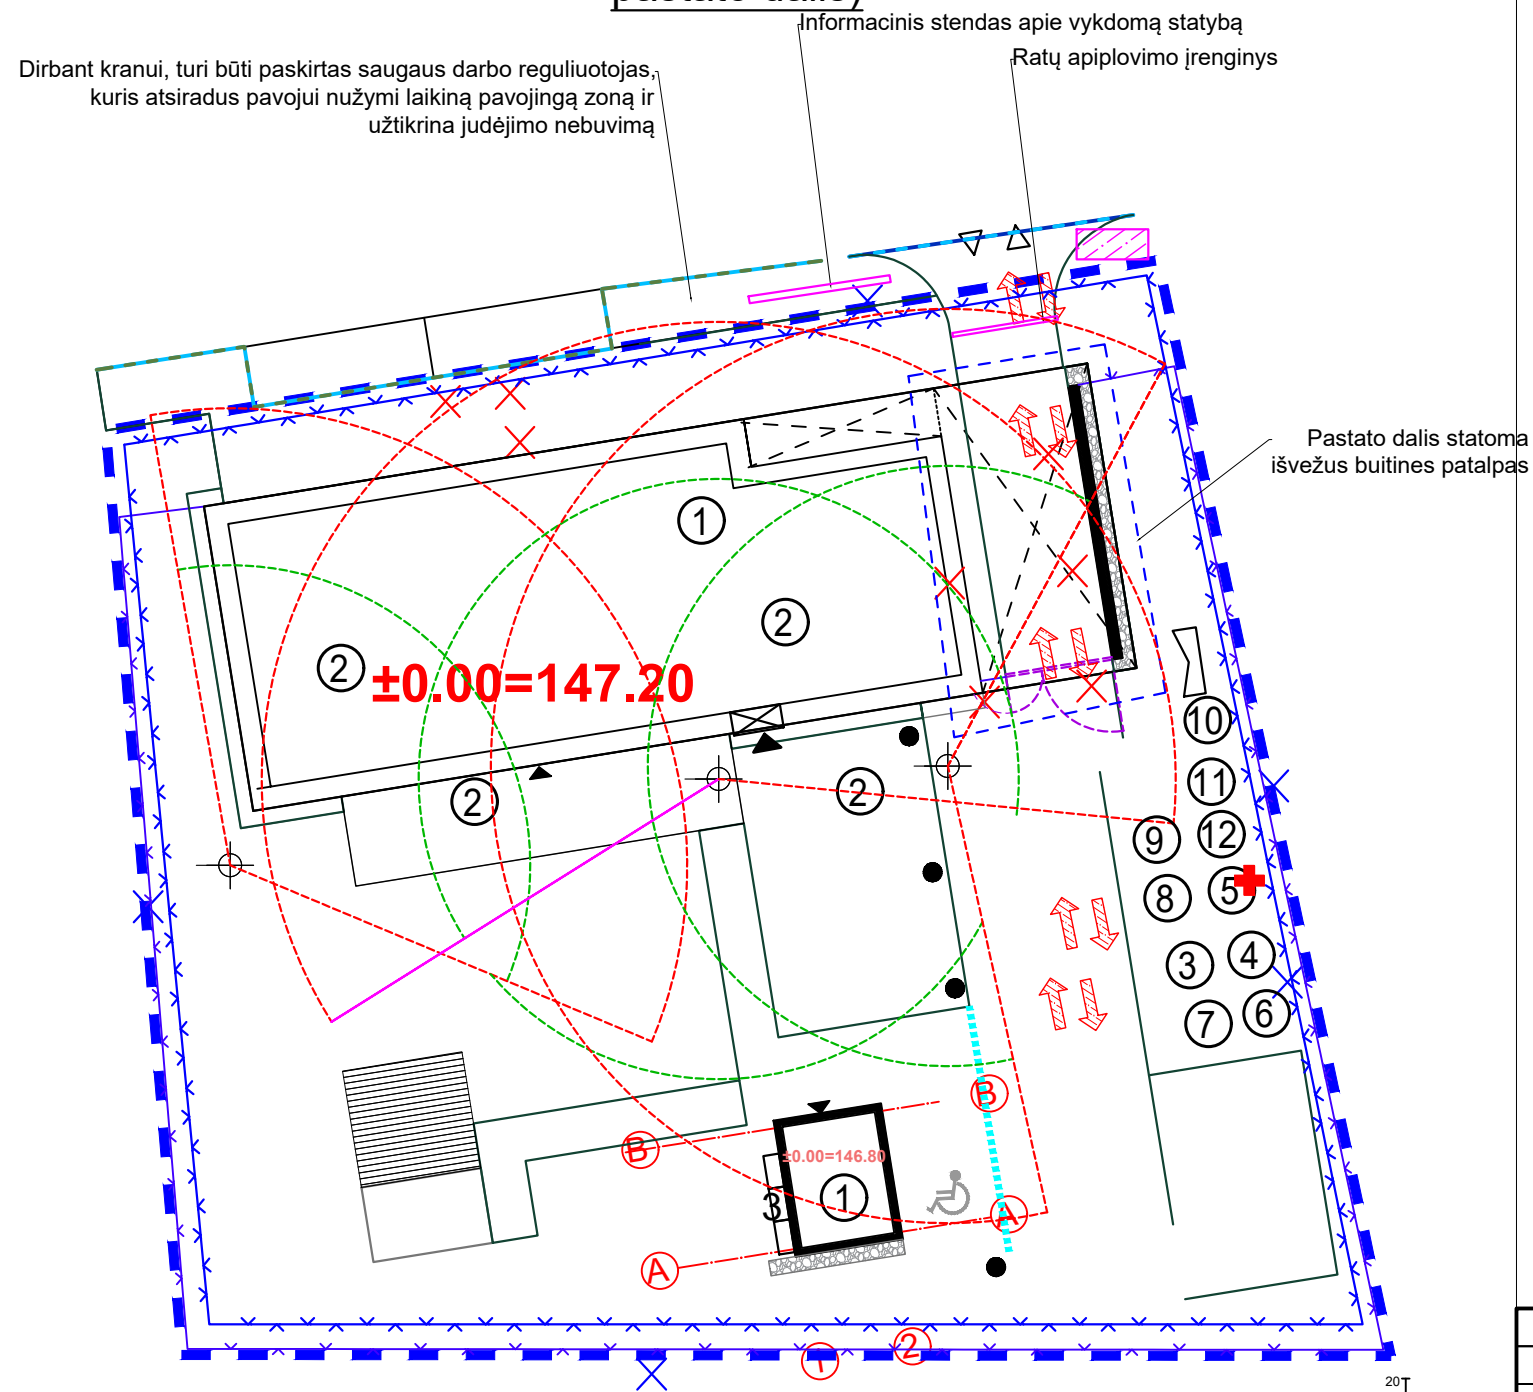 Informacinis stendas apie vykdomą statybą
Ratų apiplovimo įrenginys
Dirbant kranui, turi būti paskirtas saugaus darbo reguliuotojas,
kuris atsiradus pavojui nužymi laikiną pavojingą zoną ir
užtikrina judėjimo nebuvimą
Pastato dalis statoma
išvežus buitines patalpas
1
2
2
±0.00=147.20
10
2
2
11
9
12
8
5
3
4
7
6
B
B
±0.00=146.80
3
1
A
A
1
2
20T